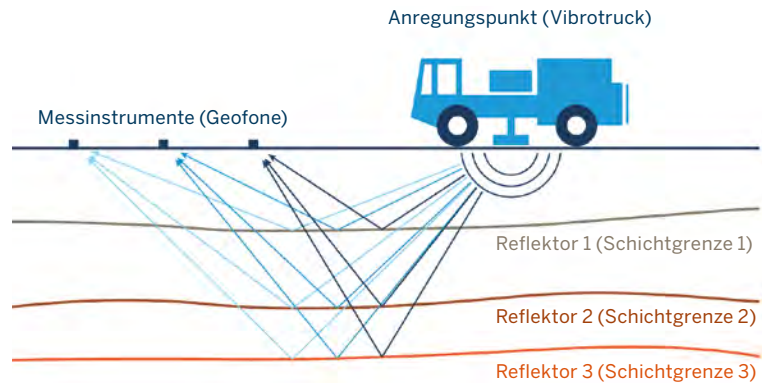 Anregungspunkt (Vibrotruck)
Messinstrumente (Geofone)
Reflektor 1 (Schichtgrenze 1)
Reflektor 2 (Schichtgrenze 2)
Reflektor 3 (Schichtgrenze 3)